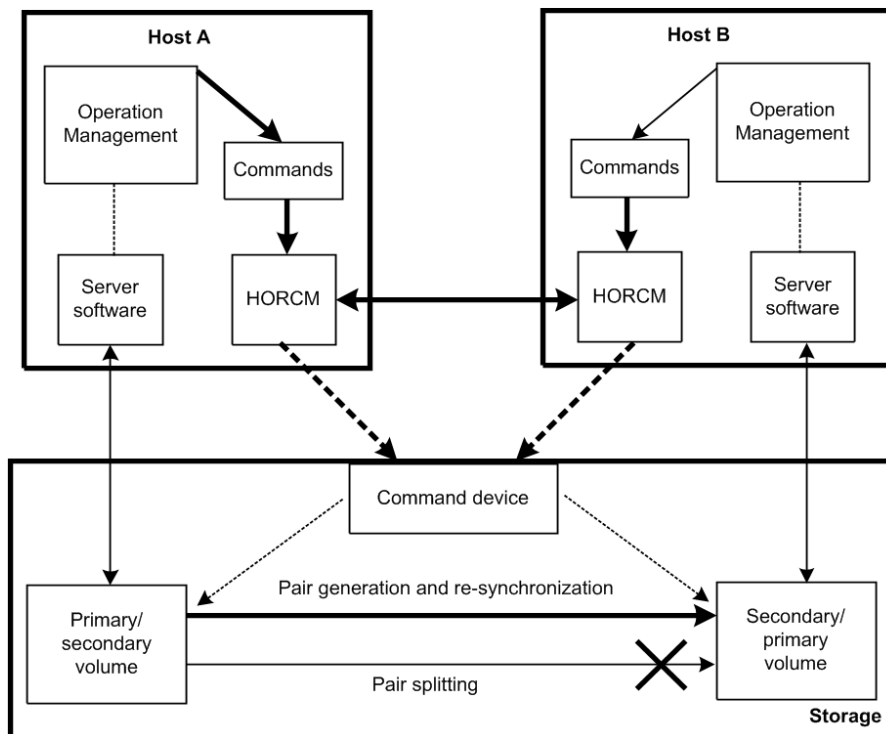 Host A
Host B
Operation
Management
Commands
Server
software
HORCM
Operation
Management
Commands
HORCM
Server
software
Command device
Pair generation and re-synchronization
Primary/
secondary
volume
Secondary/
primary
volume
Pair splitting
Storage